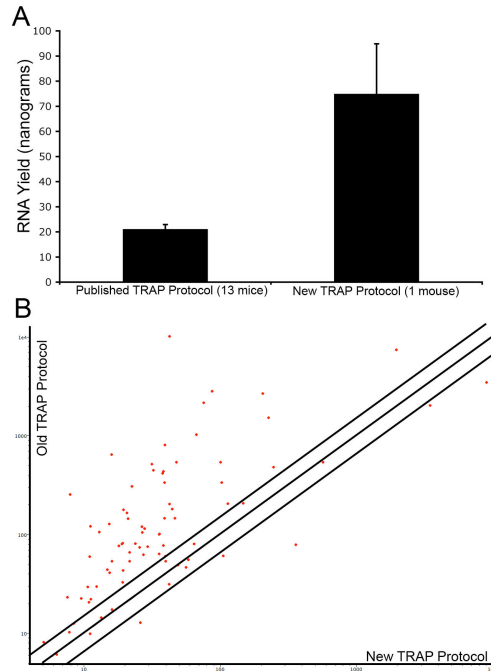 A
RNA Yield (nanograms)
100
90
80
70
60
50
40
30
20
10
0
Published TRAP Protocol (13 mice)
New TRAP Protocol (1 mouse)
B
Old TRAP Protocol
1e4
1000
100
10
10
100
1000
New TRAP Protocol